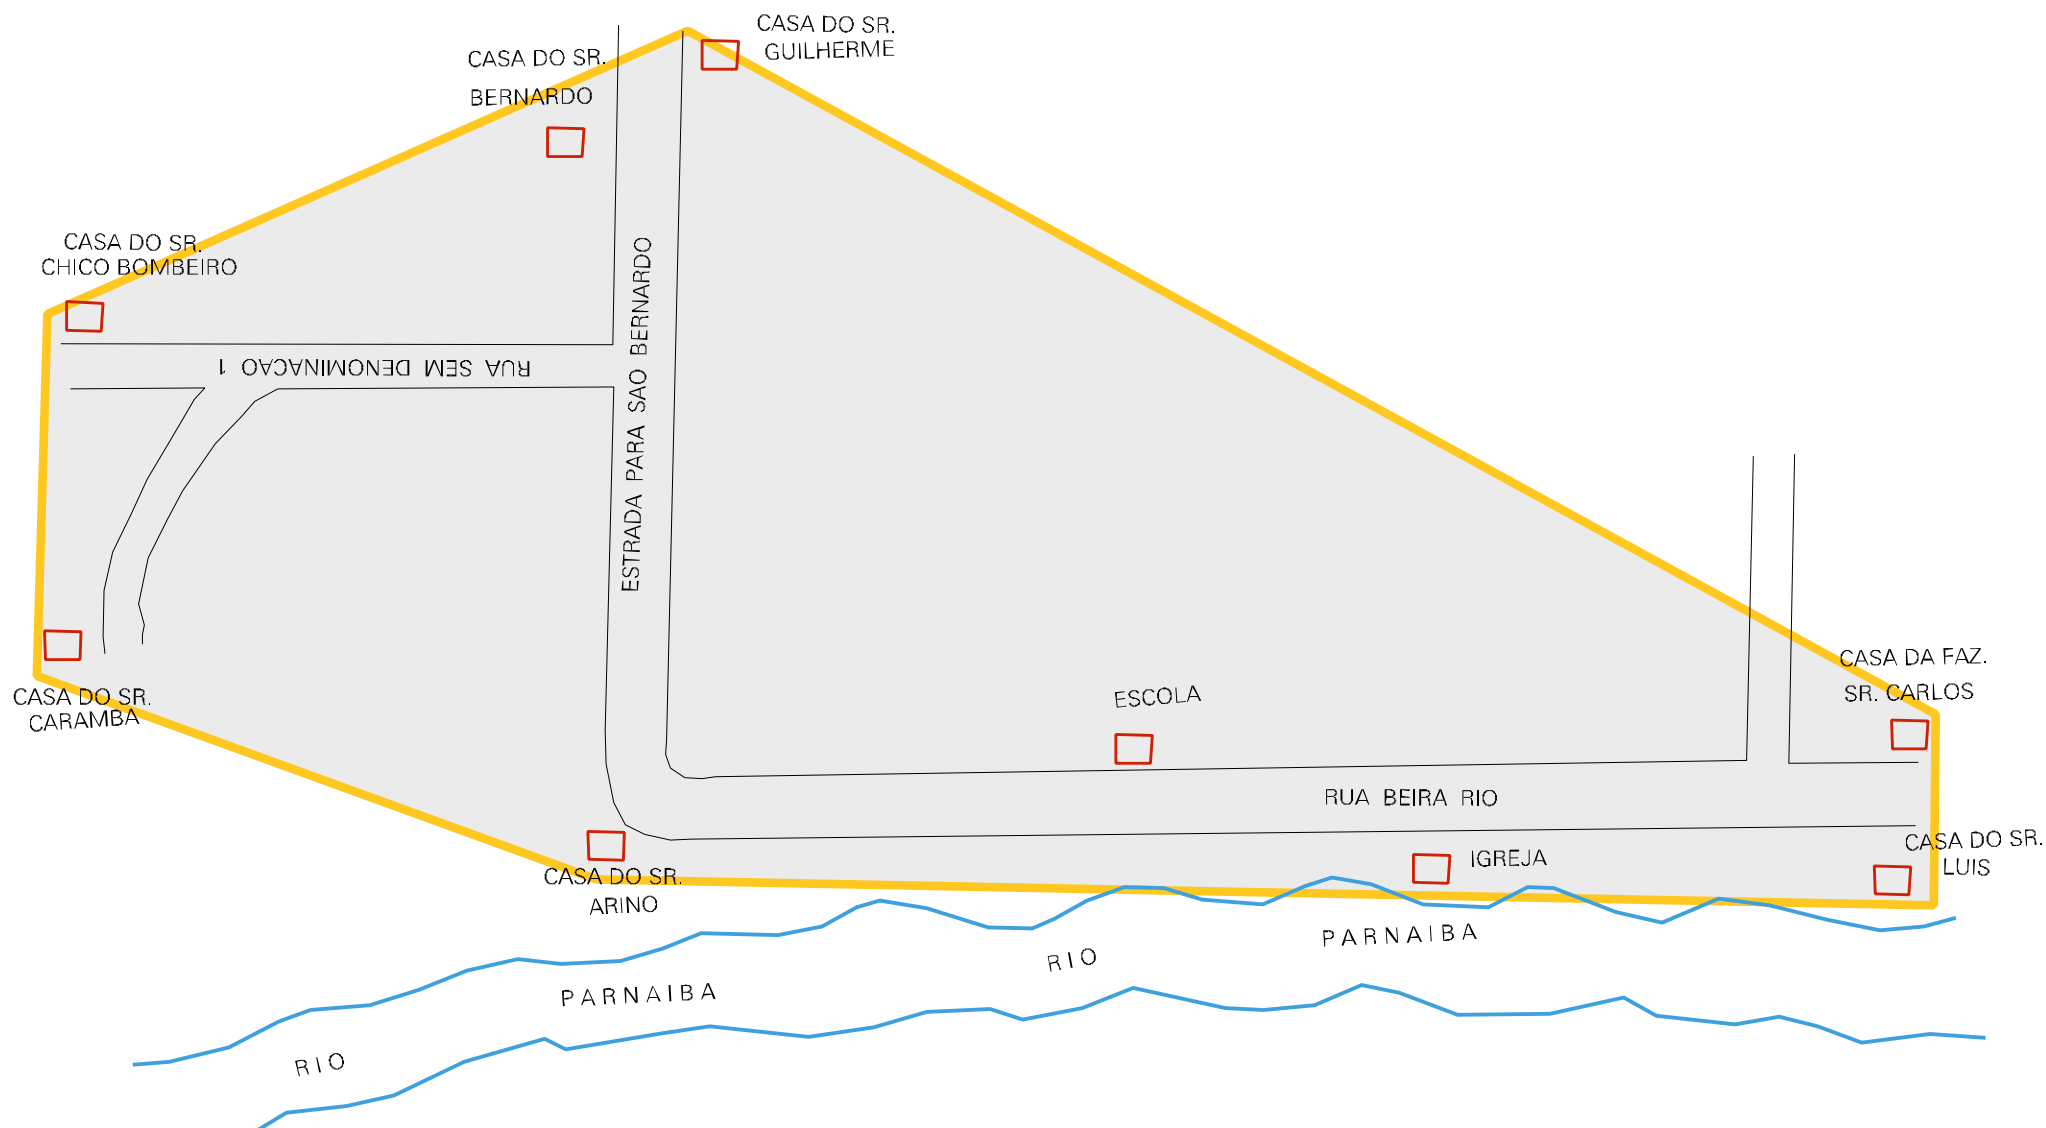 CASA DO SR.
GUILHERME
CASA DO SR.
BERNARDO
CASA DO SR.
CHICO BOMBEIRO
RUA SEM DENOMINACAO 1
ESTRADA PARA SAO BERNARDO
CASA DO SR.
CARAMBA
ESCOLA
CASA DA FAZ.
SR. CARLOS
RUA BEIRA RIO
IGREJA
CASA DO SR.
LUIS
CASA DO SR.
ARINO
RIO
PARNAIBA
RIO
PARNAIBA